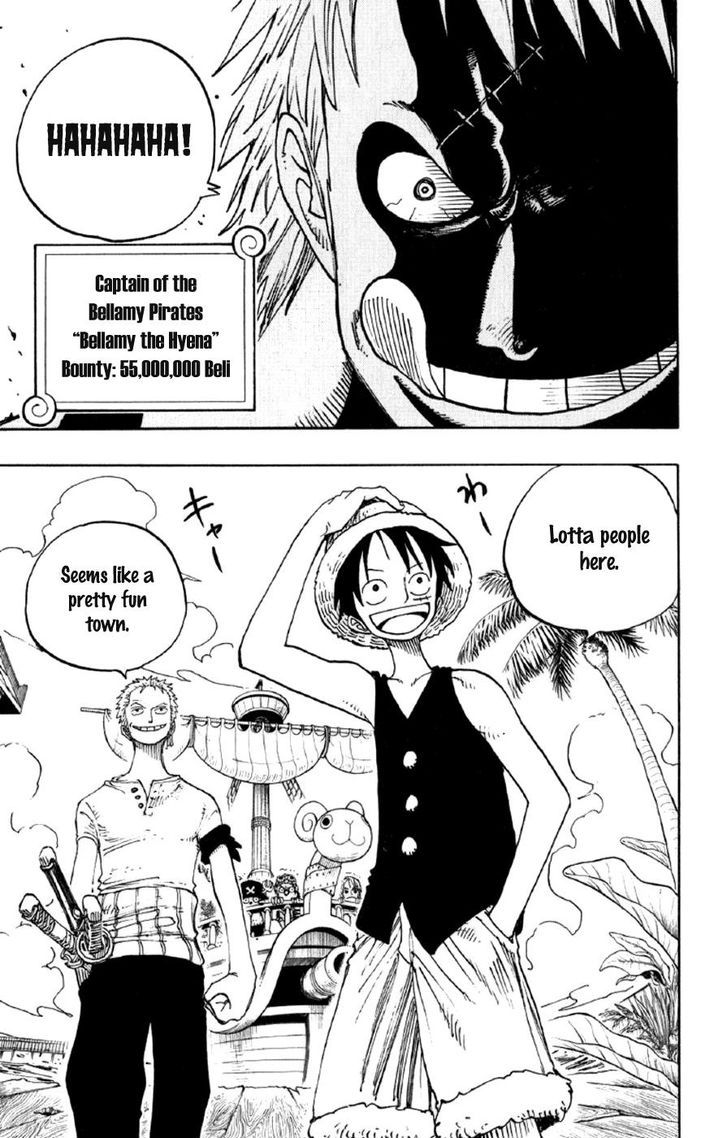 HAHAHAHA!
Captain of the
Bellamy Pirates
“Bellamy the Hyena”
Bounty: 55,000,000 Beli
Lotta people
here.
わー
キャー
Seems like a
pretty fun
town.